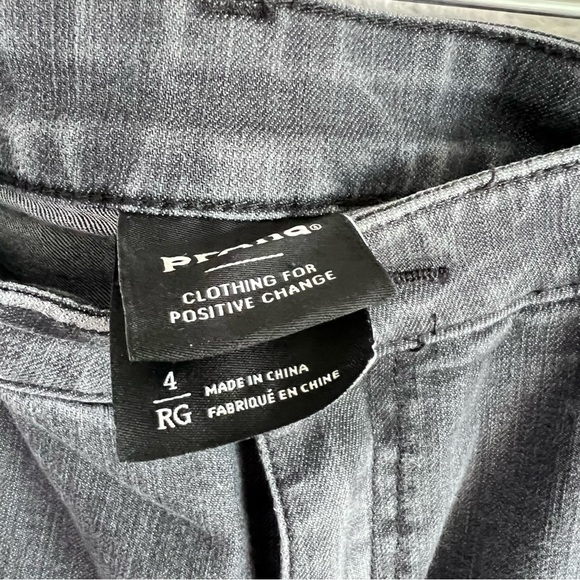 prAna®
CLOTHING FOR
POSITIVE CHANGE
4
RG
MADE IN CHINA
FABRIQUÉ EN CHINE